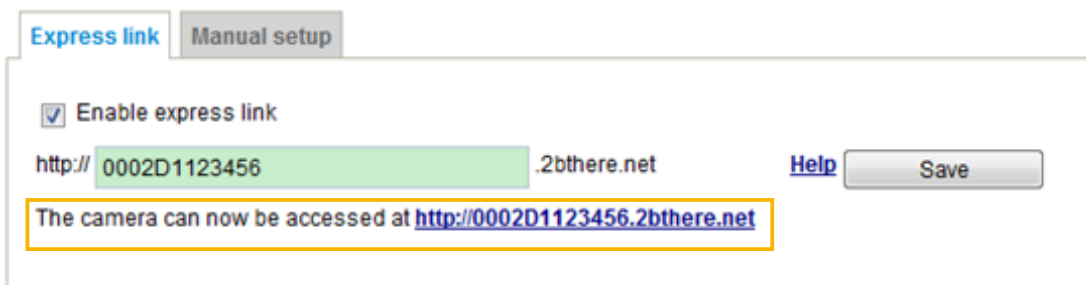 Express link Manual setup
Enable express link
http:// 0002D1123456 .2bthere.net Help Save
The camera can now be accessed at http://0002D1123456.2bthere.net